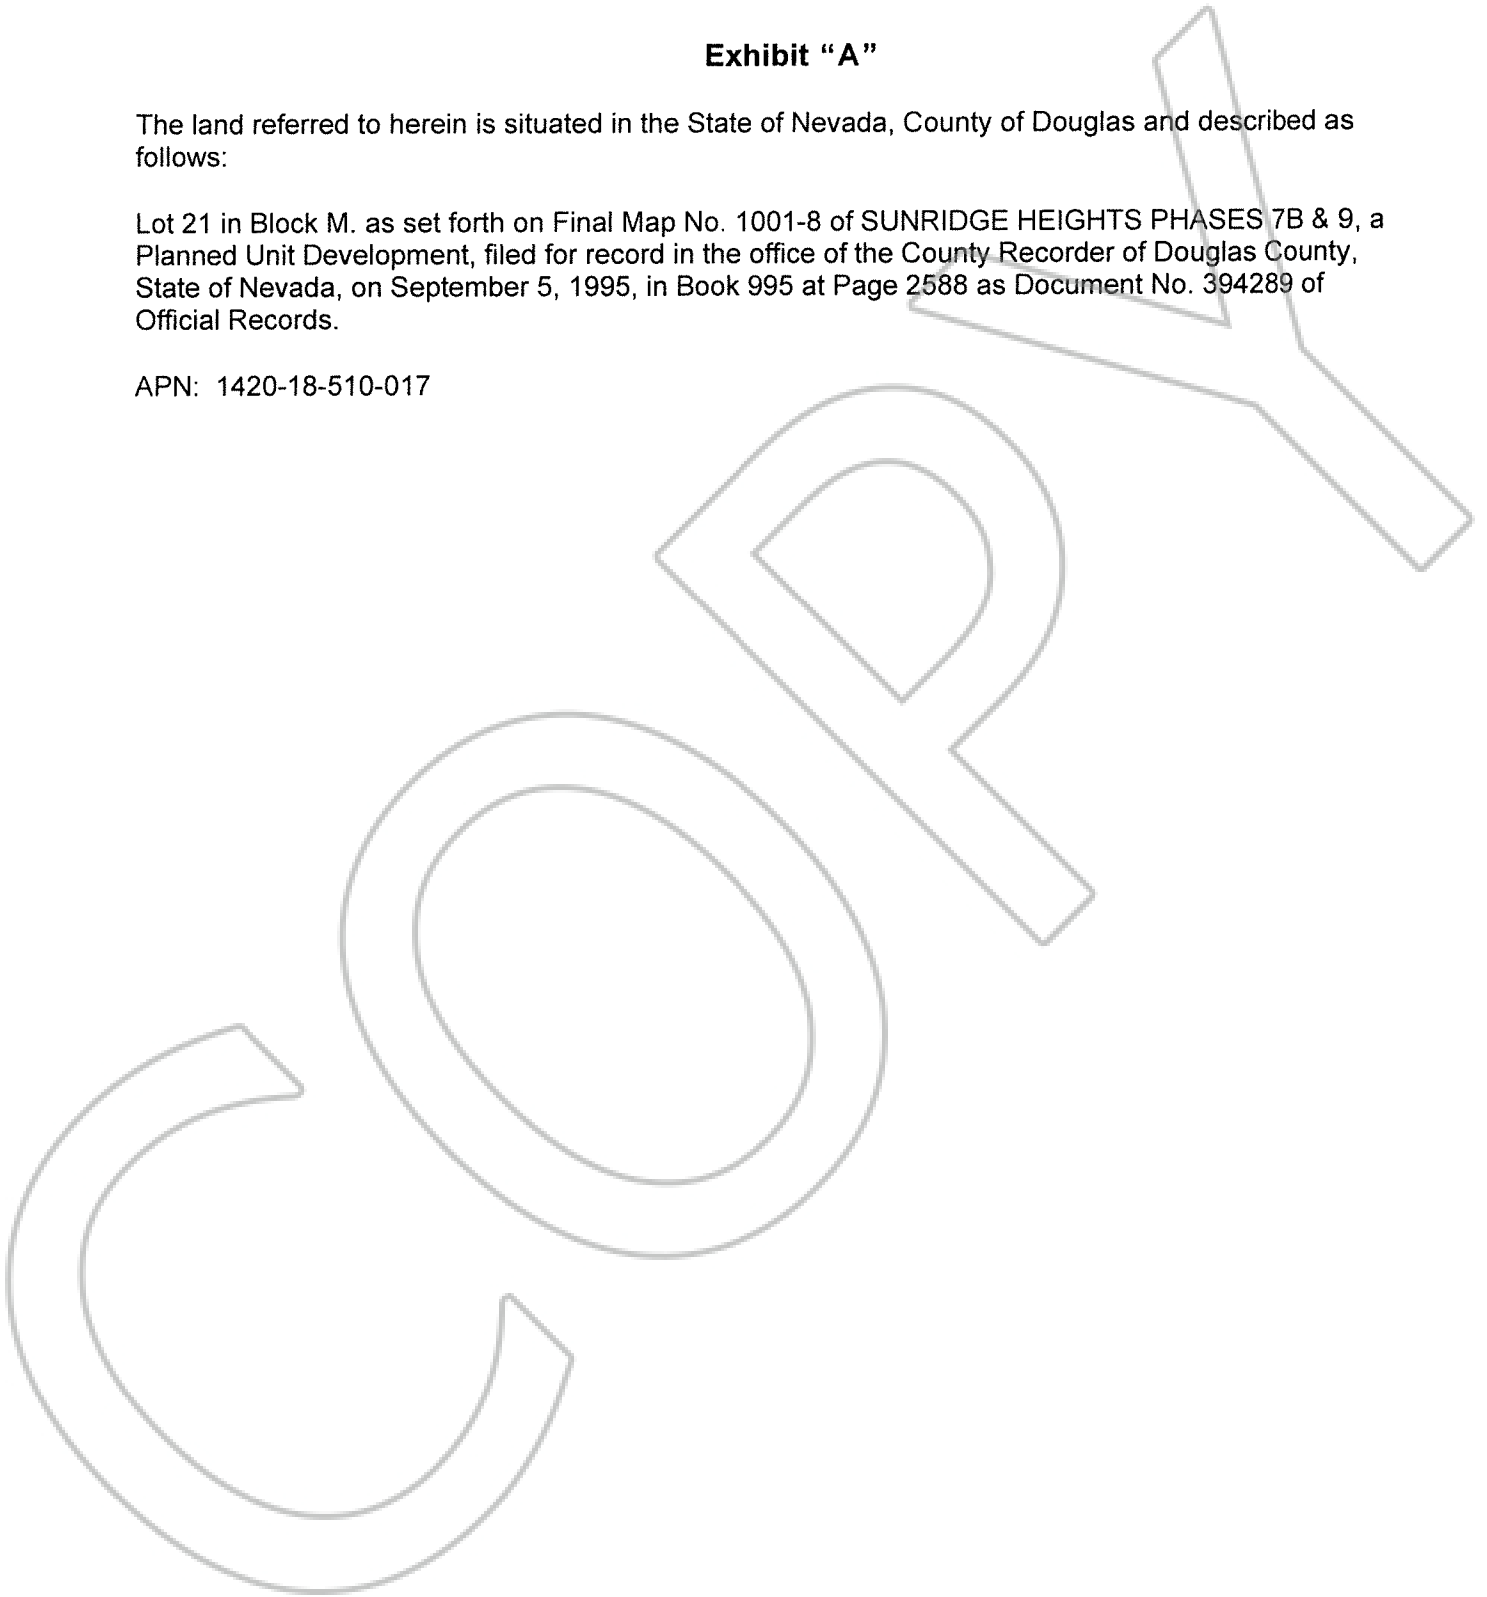 Exhibit “A”
The land referred to herein is situated in the State of Nevada, County of Douglas and described as
follows:
Lot 21 in Block M. as set forth on Final Map No. 1001-8 of SUNRIDGE HEIGHTS PHASES 7B & 9, a
Planned Unit Development, filed for record in the office of the County Recorder of Douglas County,
State of Nevada, on September 5, 1995, in Book 995 at Page 2588 as Document No. 394289 of
Official Records.
APN: 1420-18-510-017
COPY